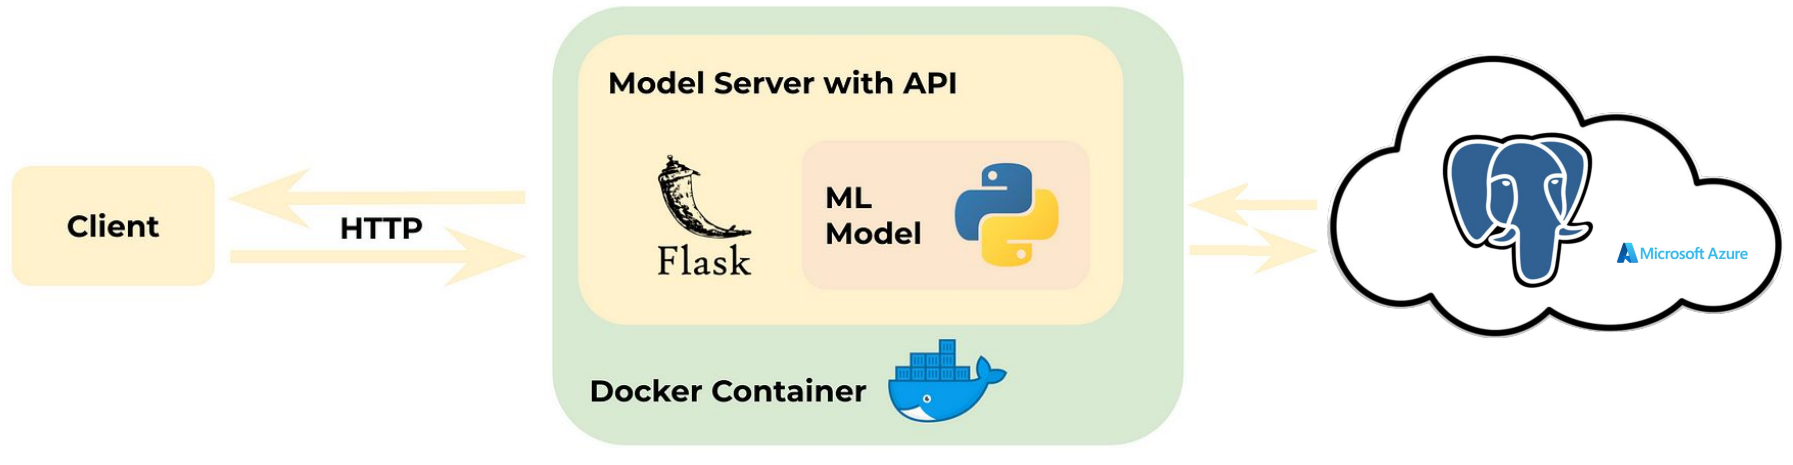 Model Server with API
Client
HTTP
Flask
ML
Model
Microsoft Azure
Docker Container